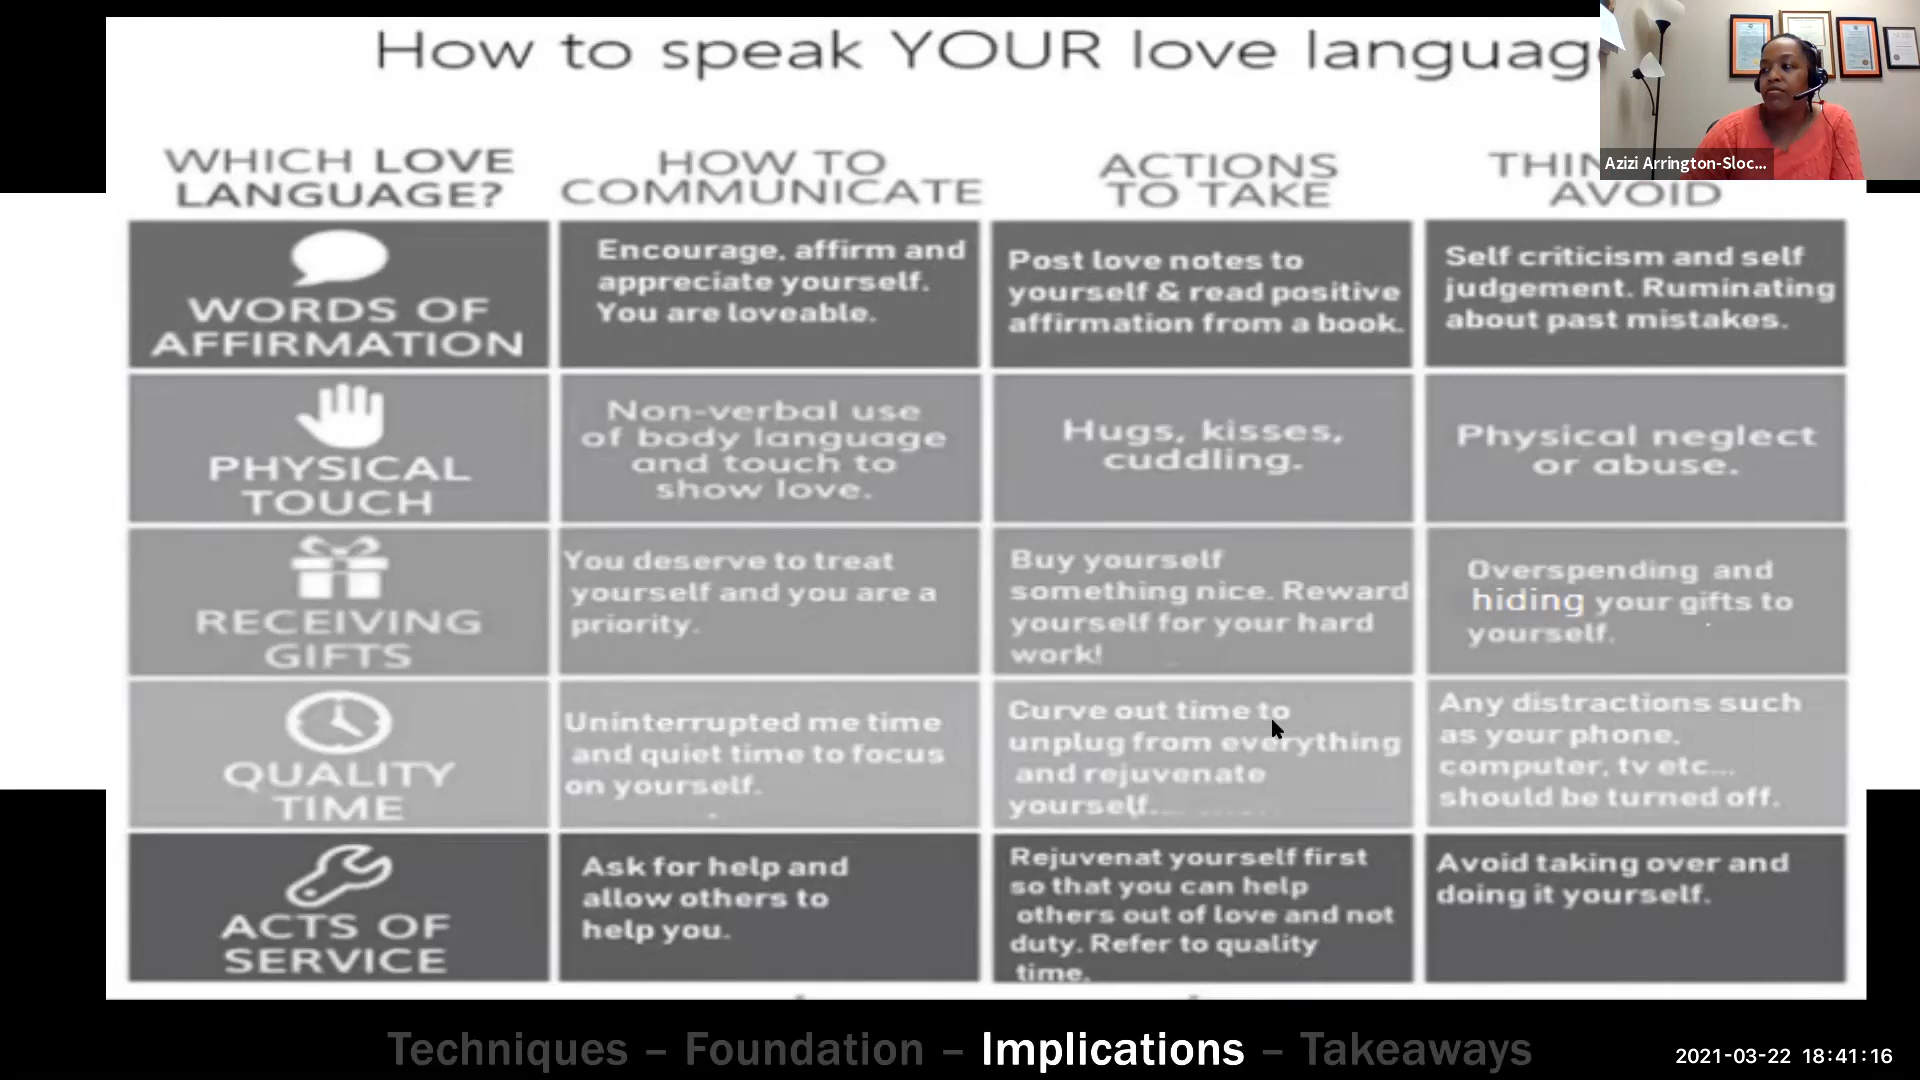 How to speak YOUR love languag
WHICH LOVE
LANGUAGE?
HOW TO
COMMUNICATE
ACTIONS
TO TAKE
THIN
AVOID
WORDS OF
AFFIRMATION
Encourage, affirm and
appreciate yourself.
You are loveable.
Post love notes to
yourself & read positive
affirmation from a book.
Self criticism and self
judgement. Ruminating
about past mistakes.
PHYSICAL
TOUCH
Non-verbal use
of body language
and touch to
show love.
Hugs, kisses,
cuddling.
Physical neglect
or abuse.
RECEIVING
GIFTS
You deserve to treat
yourself and you are a
priority.
Buy yourself
something nice. Reward
yourself for your hard
work!
Overspending and
hiding your gifts to
yourself.
QUALITY
TIME
Uninterrupted me time
and quiet time to focus
on yourself.
Curve out time to
unplug from everything
and rejuvenate
yourself...
Any distractions such
as your phone,
computer, tv etc...
should be turned off.
ACTS OF
SERVICE
Ask for help and
allow others to
help you.
Rejuvenat yourself first
so that you can help
others out of love and not
duty. Refer to quality
time.
Avoid taking over and
doing it yourself.
Azizi Arrington-Sloc...
Techniques – Foundation – Implications – Takeaways
2021-03-22 18:41:16